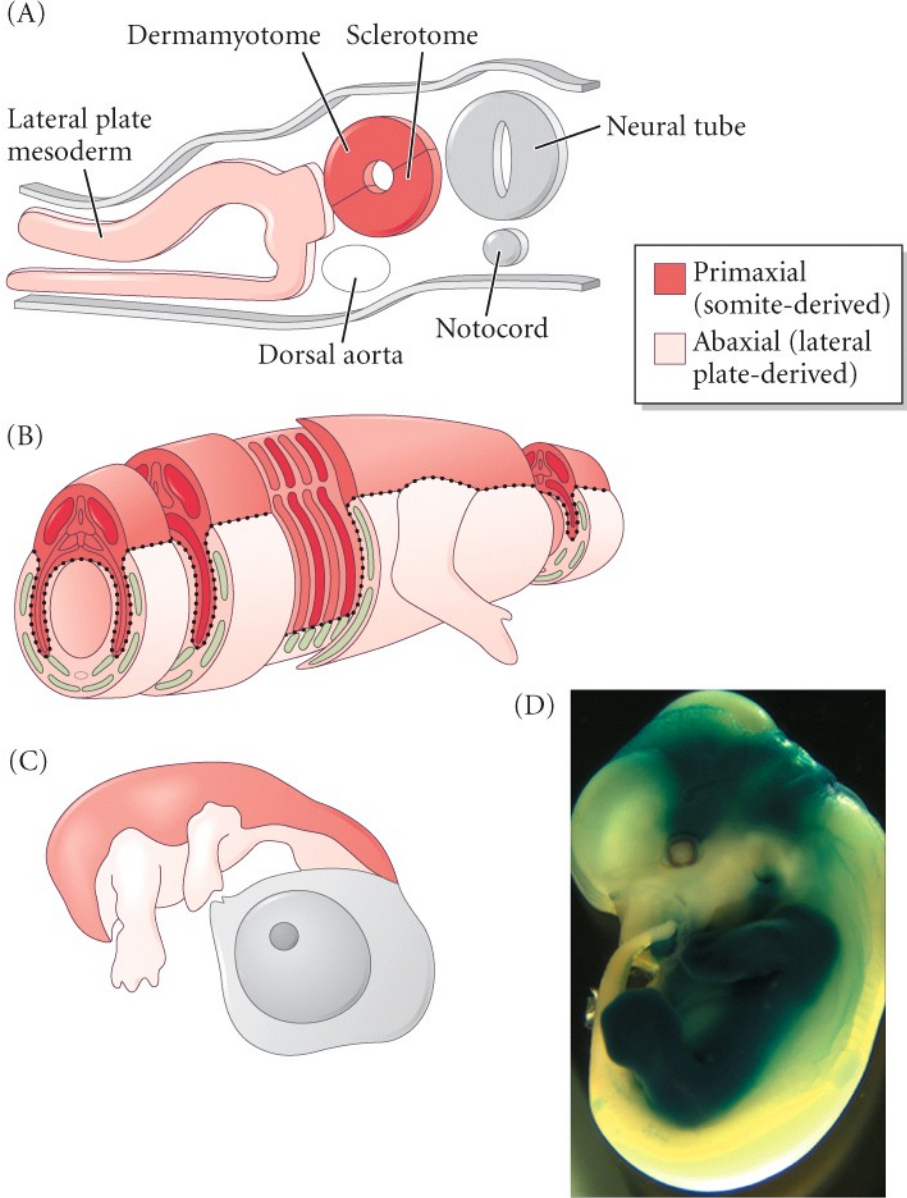 (A)
Dermamyotome Sclerotome
Lateral plate
mesoderm
Neural tube
Notocord
Dorsal aorta
Primaxial
(somite-derived)
Abaxial (lateral
plate-derived)
(B)
(C)
(D)